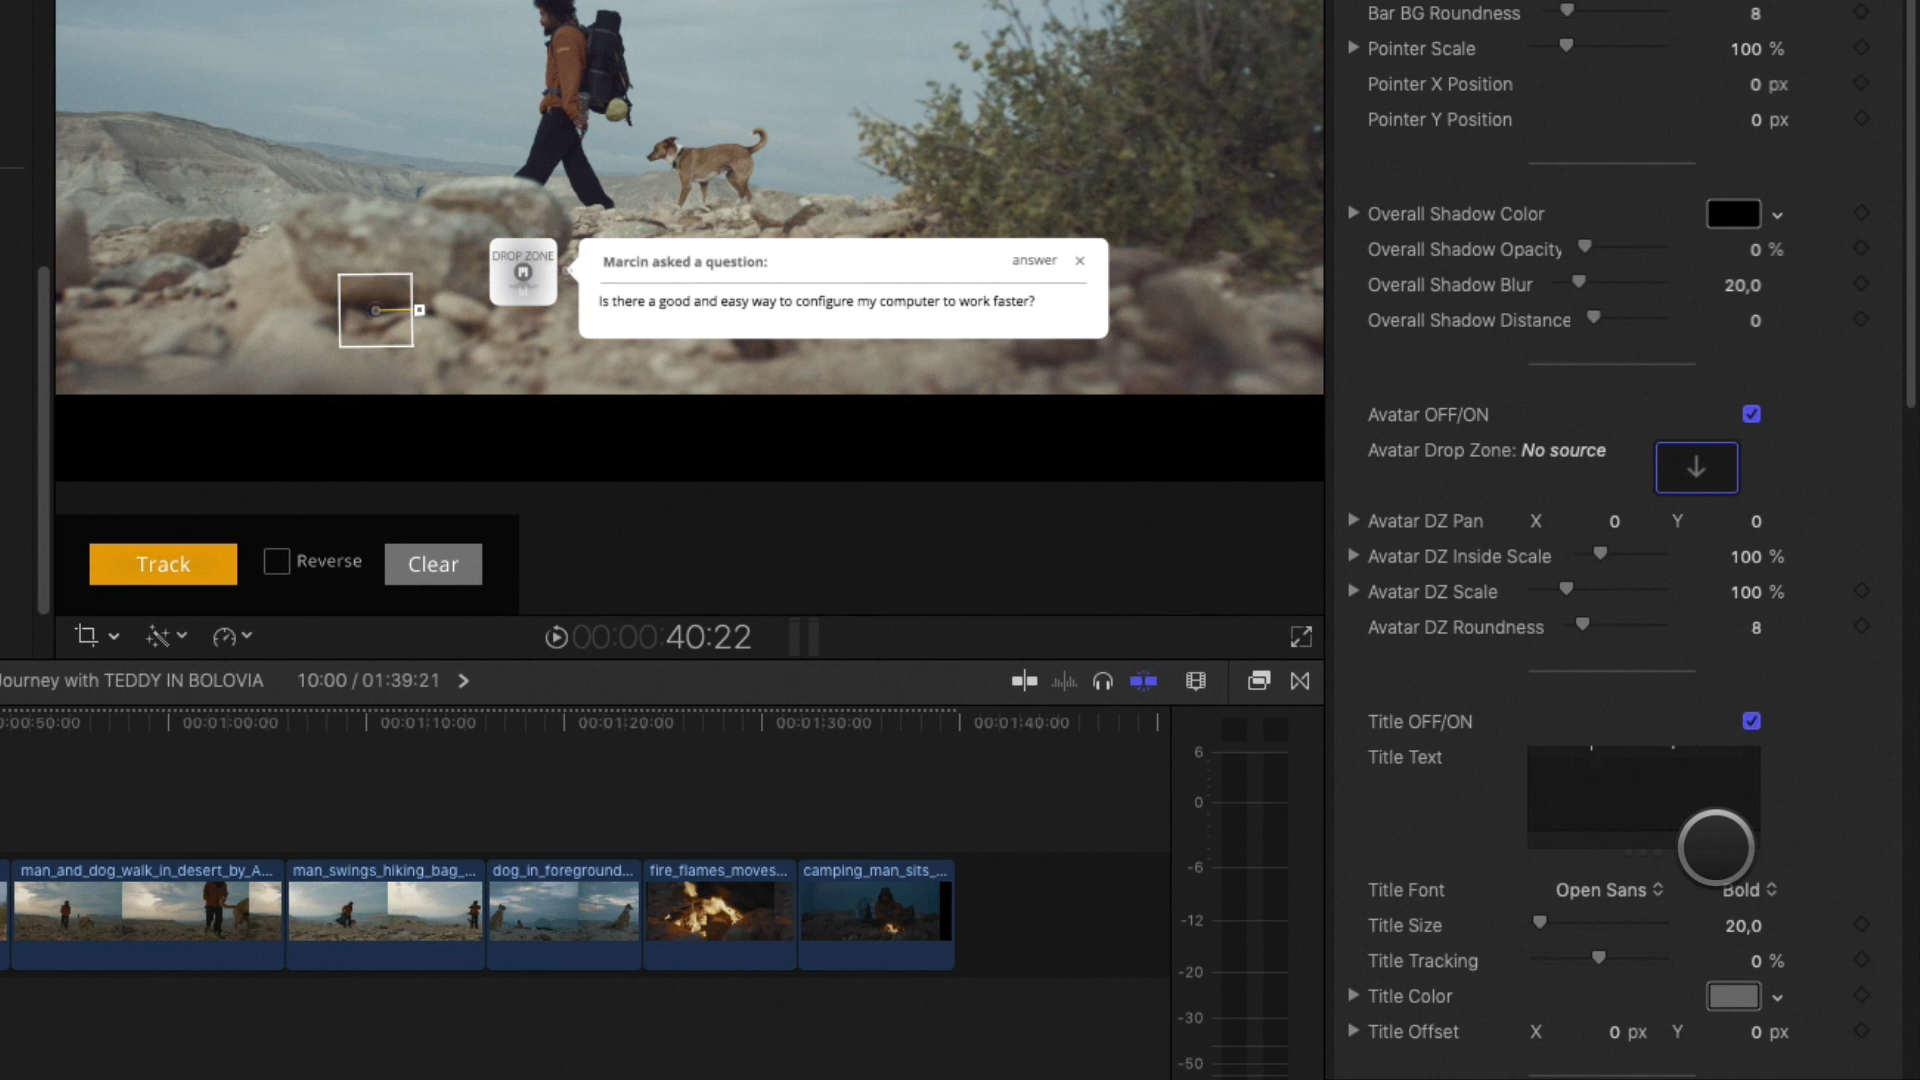 Bar BG Roundness 8
Pointer Scale 100 %
Pointer X Position 0 px
Pointer Y Position 0 px
Overall Shadow Color
Overall Shadow Opacity 0 %
Overall Shadow Blur 20,0
Overall Shadow Distance 0
Avatar OFF/ON
Avatar Drop Zone: No source
Avatar DZ Pan X 0 Y 0
Avatar DZ Inside Scale 100 %
Avatar DZ Scale 100 %
Avatar DZ Roundness 8
Title OFF/ON
Title Text
Title Font Open Sans Bold
Title Size 20,0
Title Tracking 0 %
Title Color
Title Offset X 0 px Y 0 px
DROP ZONE
Marcin asked a question: answer ×
Is there a good and easy way to configure my computer to work faster?
Track Reverse Clear
00:00:40:22
Journey with TEDDY IN BOLOVIA 10:00 / 01:39:21
0:00:50:00 00:01:00:00 00:01:10:00 00:01:20:00 00:01:30:00 00:01:40:00
man_and_dog_walk_in_desert_by_A... man_swings_hiking_bag_... dog_in_foreground... fire_flames_moves... camping_man_sits_...
6
0
-6
-12
-20
-30
-50